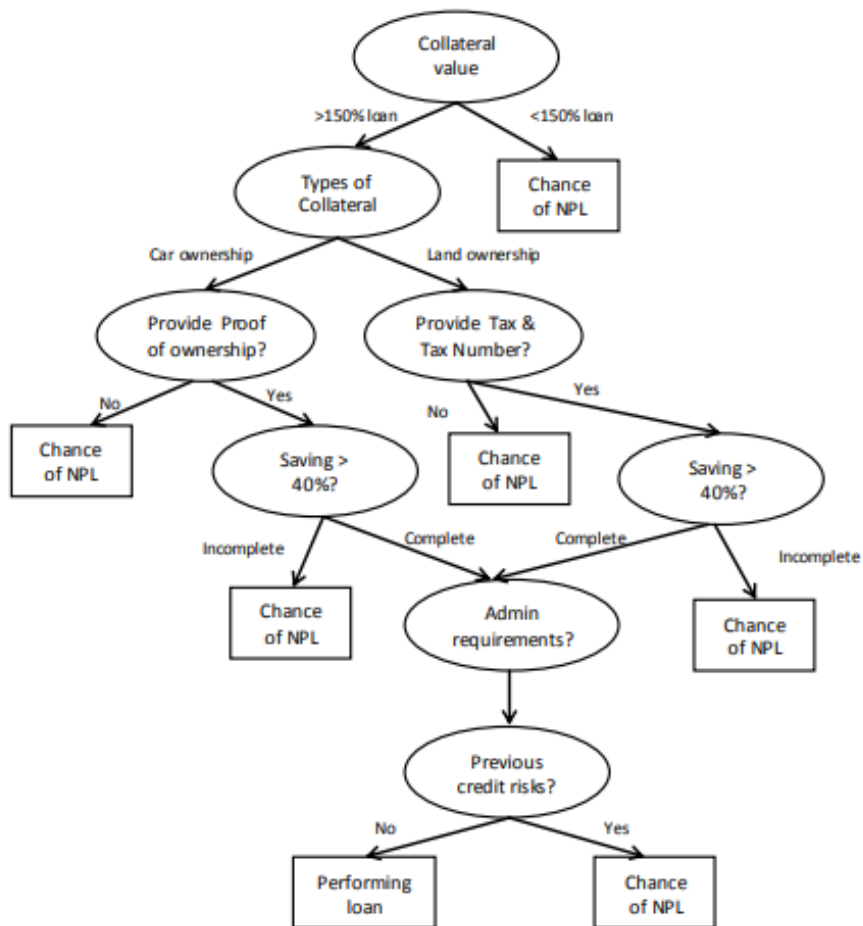 Collateral
value
>150% loan
<150% loan
Types of
Collateral
Chance
of NPL
Car ownership
Land ownership
Provide Proof
of ownership?
Provide Tax &
Tax Number?
No
Yes
No
Yes
Chance
of NPL
Saving >
40%?
Chance
of NPL
Saving >
40%?
Incomplete
Complete
Complete
Incomplete
Chance
of NPL
Admin
requirements?
Chance
of NPL
Previous
credit risks?
No
Yes
Performing
loan
Chance
of NPL